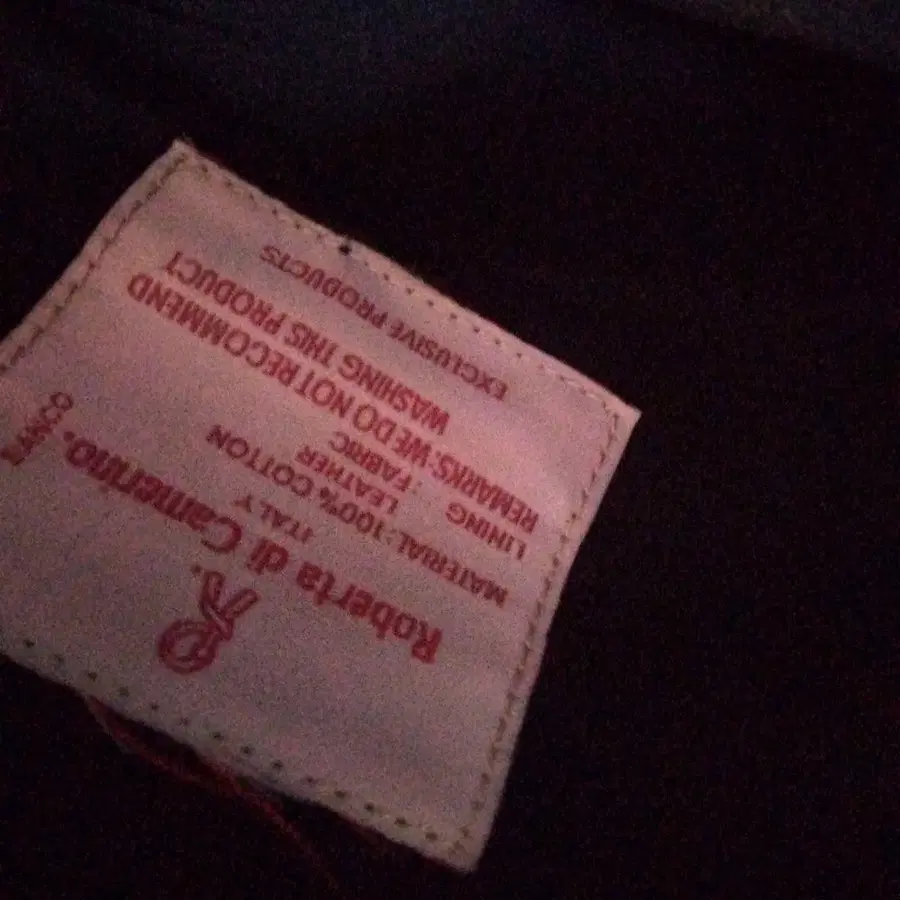 R
Roberta di Camerino.
ITALY
MATERIAL: 100% COTTON
LEATHER
LINING : FABRIC
REMARKS: WE DO NOT RECOMMEND
WASHING THIS PRODUCT
EXCLUSIVE PRODUCTS